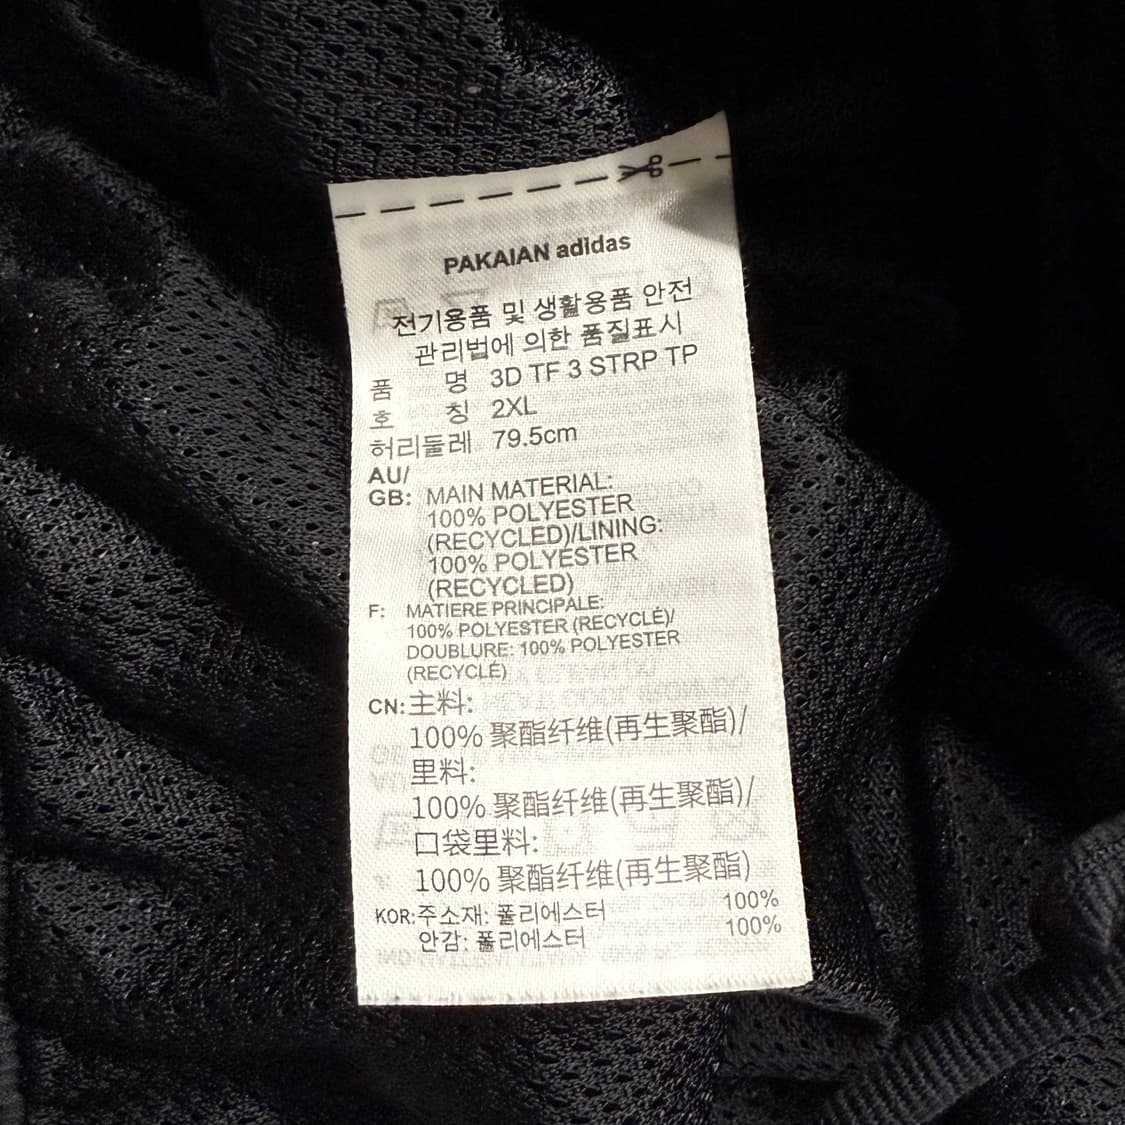 PAKAIAN adidas
전기용품 및 생활용품 안전
관리법에 의한 품질표시
품 명 3D TF 3 STRP TP
호 칭 2XL
허리둘레 79.5cm
AU/
GB: MAIN MATERIAL:
100% POLYESTER
(RECYCLED)/LINING:
100% POLYESTER
(RECYCLED)
F: MATIERE PRINCIPALE:
100% POLYESTER (RECYCLÉ)/
DOUBLURE: 100% POLYESTER
(RECYCLÉ)
CN:主料:
100% 聚酯纤维(再生聚酯)/
里料:
100% 聚酯纤维(再生聚酯)/
口袋里料:
100% 聚酯纤维(再生聚酯)
KOR:주소재: 폴리에스터 100%
안감: 폴리에스터 100%